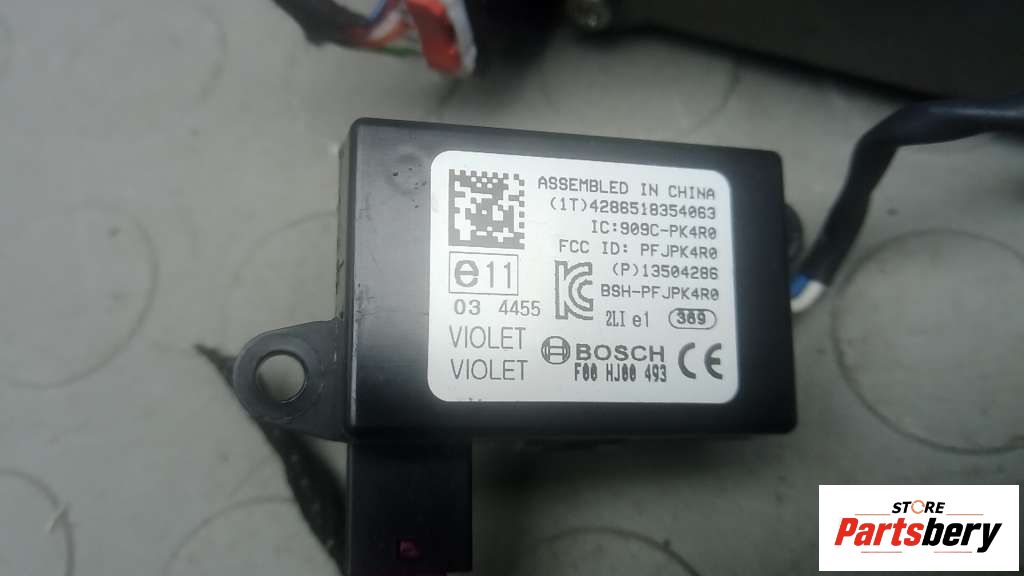 ASSEMBLED IN CHINA
(1T)4286518354063
IC:909C-PK4R0
FCC ID: PFJPK4R0
(P)13504286
BSH-PFJPK4R0
e11
03 4455
2LI e1 369
VIOLET
VIOLET
BOSCH
F00 HJ00 493
CE
STORE
Partsbery